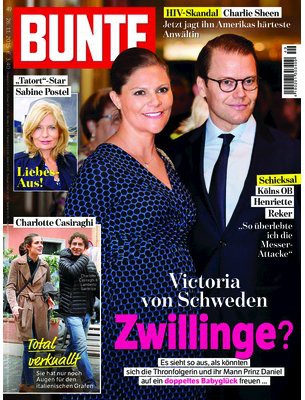 HIV-Skandal Charlie Sheen
Jetzt jagt ihn Amerikas härteste
Anwältin
BUNTE
„Tatort“-Star
Sabine Postel
Liebes-
Aus!
Charlotte Casiraghi
Total
verknallt
Sie hat nur noch
Augen für den
italienischen Grafen
Schicksal
Kölns OB
Henriette
Reker
„So überlebte
ich die
Messer-
Attacke“
Victoria
von Schweden
Zwillinge?
Es sieht so aus, als könnten
sich die Thronfolgerin und ihr Mann Prinz Daniel
auf ein doppeltes Babyglück freuen ...